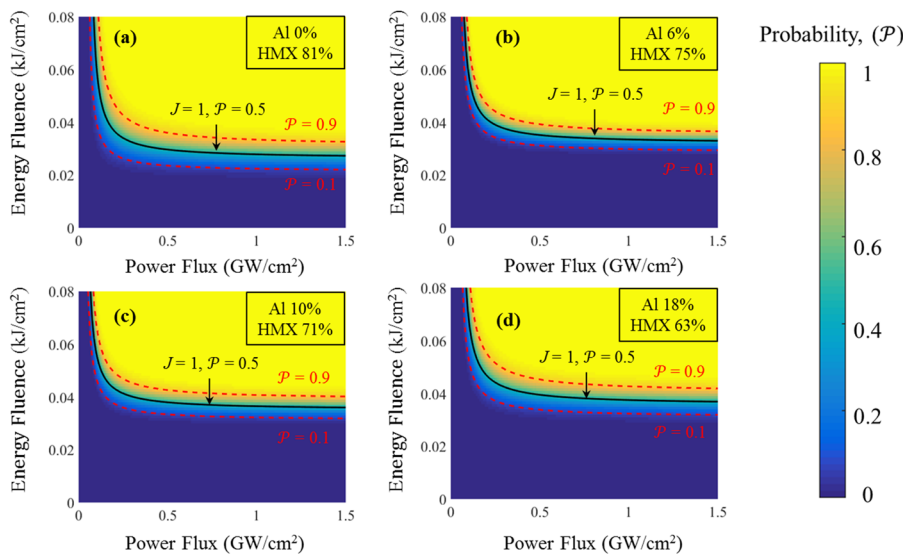 (a)
Al 0%
HMX 81%
J = 1, 𝒫 = 0.5
𝒫 = 0.9
𝒫 = 0.1
Energy Fluence (kJ/cm²)
0.08
0.06
0.04
0.02
0
0
0.5
1
1.5
Power Flux (GW/cm²)
(b)
Al 6%
HMX 75%
J = 1, 𝒫 = 0.5
𝒫 = 0.9
𝒫 = 0.1
Energy Fluence (kJ/cm²)
0.08
0.06
0.04
0.02
0
0
0.5
1
1.5
Power Flux (GW/cm²)
Probability, (𝒫)
1
0.8
0.6
0.4
0.2
0
(c)
Al 10%
HMX 71%
J = 1, 𝒫 = 0.5
𝒫 = 0.9
𝒫 = 0.1
Energy Fluence (kJ/cm²)
0.08
0.06
0.04
0.02
0
0
0.5
1
1.5
Power Flux (GW/cm²)
(d)
Al 18%
HMX 63%
J = 1, 𝒫 = 0.5
𝒫 = 0.9
𝒫 = 0.1
Energy Fluence (kJ/cm²)
0.08
0.06
0.04
0.02
0
0
0.5
1
1.5
Power Flux (GW/cm²)